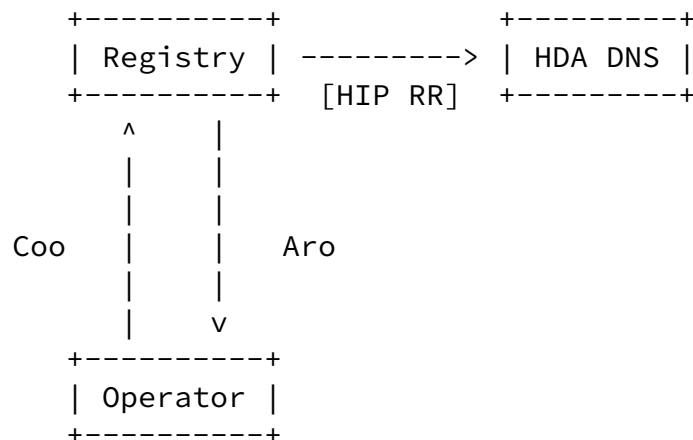 Registry
HDA DNS
[HIP RR]
Coo
Aro
Operator